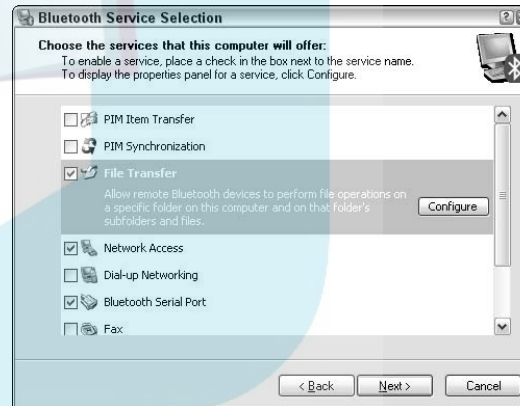 Bluetooth Service Selection
Choose the services that this computer will offer:
To enable a service, place a check in the box next to the service name.
To display the properties panel for a service, click Configure.
PIM Item Transfer
PIM Synchronization
File Transfer
Allow remote Bluetooth devices to perform file operations on
a specific folder on this computer and on that folder's
subfolders and files.
Configure
Network Access
Dial-up Networking
Bluetooth Serial Port
Fax
< Back Next > Cancel